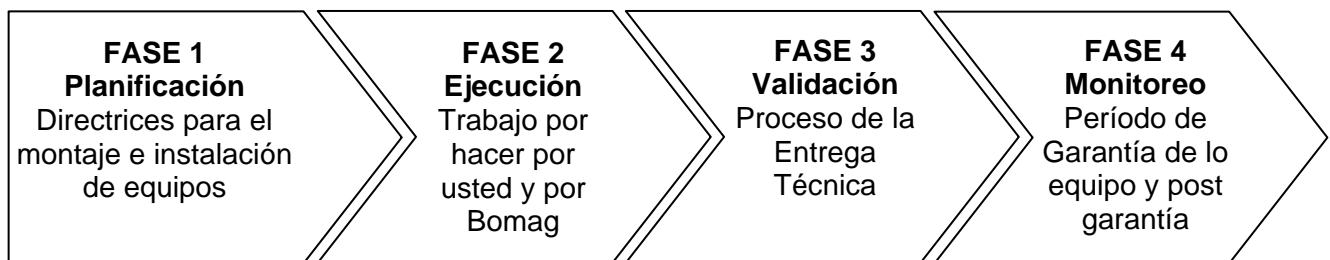 FASE 1
Planificación
Directrices para el
montaje e instalación
de equipos
FASE 2
Ejecución
Trabajo por
hacer por
usted y por
Bomag
FASE 3
Validación
Proceso de la
Entrega
Técnica
FASE 4
Monitoreo
Período de
Garantía de lo
equipo y post
garantía